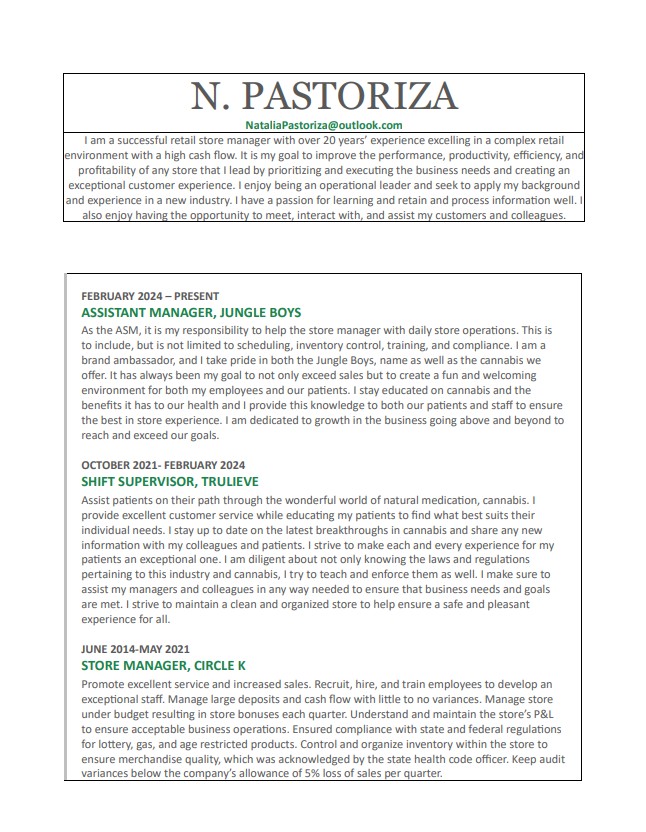 N. PASTORIZA
NataliaPastoriza@outlook.com
I am a successful retail store manager with over 20 years’ experience excelling in a complex retail
environment with a high cash flow. It is my goal to improve the performance, productivity, efficiency, and
profitability of any store that I lead by prioritizing and executing the business needs and creating an
exceptional customer experience. I enjoy being an operational leader and seek to apply my background
and experience in a new industry. I have a passion for learning and retain and process information well. I
also enjoy having the opportunity to meet, interact with, and assist my customers and colleagues.
FEBRUARY 2024 – PRESENT
ASSISTANT MANAGER, JUNGLE BOYS
As the ASM, it is my responsibility to help the store manager with daily store operations. This is
to include, but is not limited to scheduling, inventory control, training, and compliance. I am a
brand ambassador, and I take pride in both the Jungle Boys, name as well as the cannabis we
offer. It has always been my goal to not only exceed sales but to create a fun and welcoming
environment for both my employees and our patients. I stay educated on cannabis and the
benefits it has to our health and I provide this knowledge to both our patients and staff to ensure
the best in store experience. I am dedicated to growth in the business going above and beyond to
reach and exceed our goals.
OCTOBER 2021- FEBRUARY 2024
SHIFT SUPERVISOR, TRULIEVE
Assist patients on their path through the wonderful world of natural medication, cannabis. I
provide excellent customer service while educating my patients to find what best suits their
individual needs. I stay up to date on the latest breakthroughs in cannabis and share any new
information with my colleagues and patients. I strive to make each and every experience for my
patients an exceptional one. I am diligent about not only knowing the laws and regulations
pertaining to this industry and cannabis, I try to teach and enforce them as well. I make sure to
assist my managers and colleagues in any way needed to ensure that business needs and goals
are met. I strive to maintain a clean and organized store to help ensure a safe and pleasant
experience for all.
JUNE 2014-MAY 2021
STORE MANAGER, CIRCLE K
Promote excellent service and increased sales. Recruit, hire, and train employees to develop an
exceptional staff. Manage large deposits and cash flow with little to no variances. Manage store
under budget resulting in store bonuses each quarter. Understand and maintain the store’s P&L
to ensure acceptable business operations. Ensured compliance with state and federal regulations
for lottery, gas, and age restricted products. Control and organize inventory within the store to
ensure merchandise quality, which was acknowledged by the state health code officer. Keep audit
variances below the company’s allowance of 5% loss of sales per quarter.